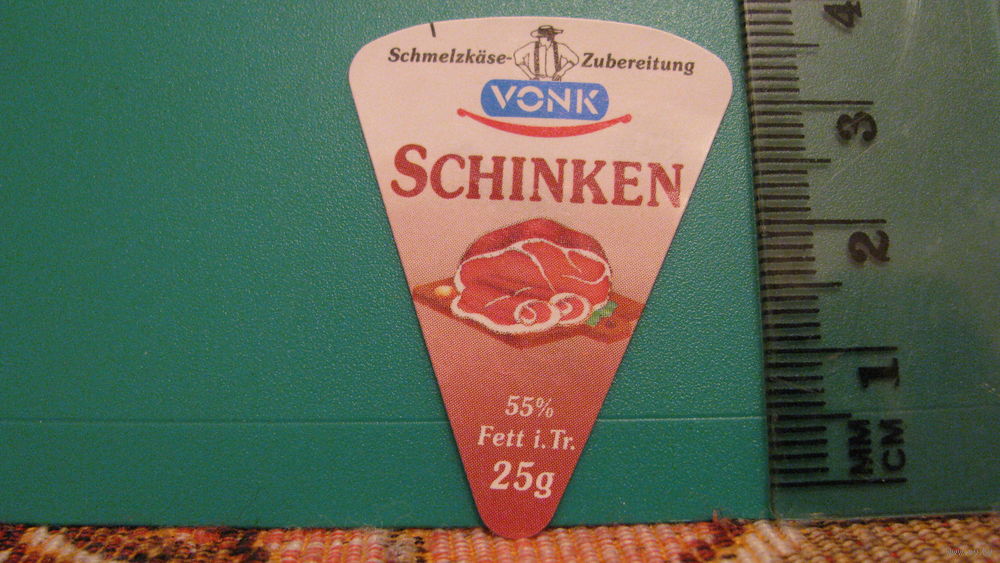 Schmelzkäse-Zubereitung
VONK
SCHINKEN
55%
Fett i.Tr.
25g
4
3
2
1
MM
CM